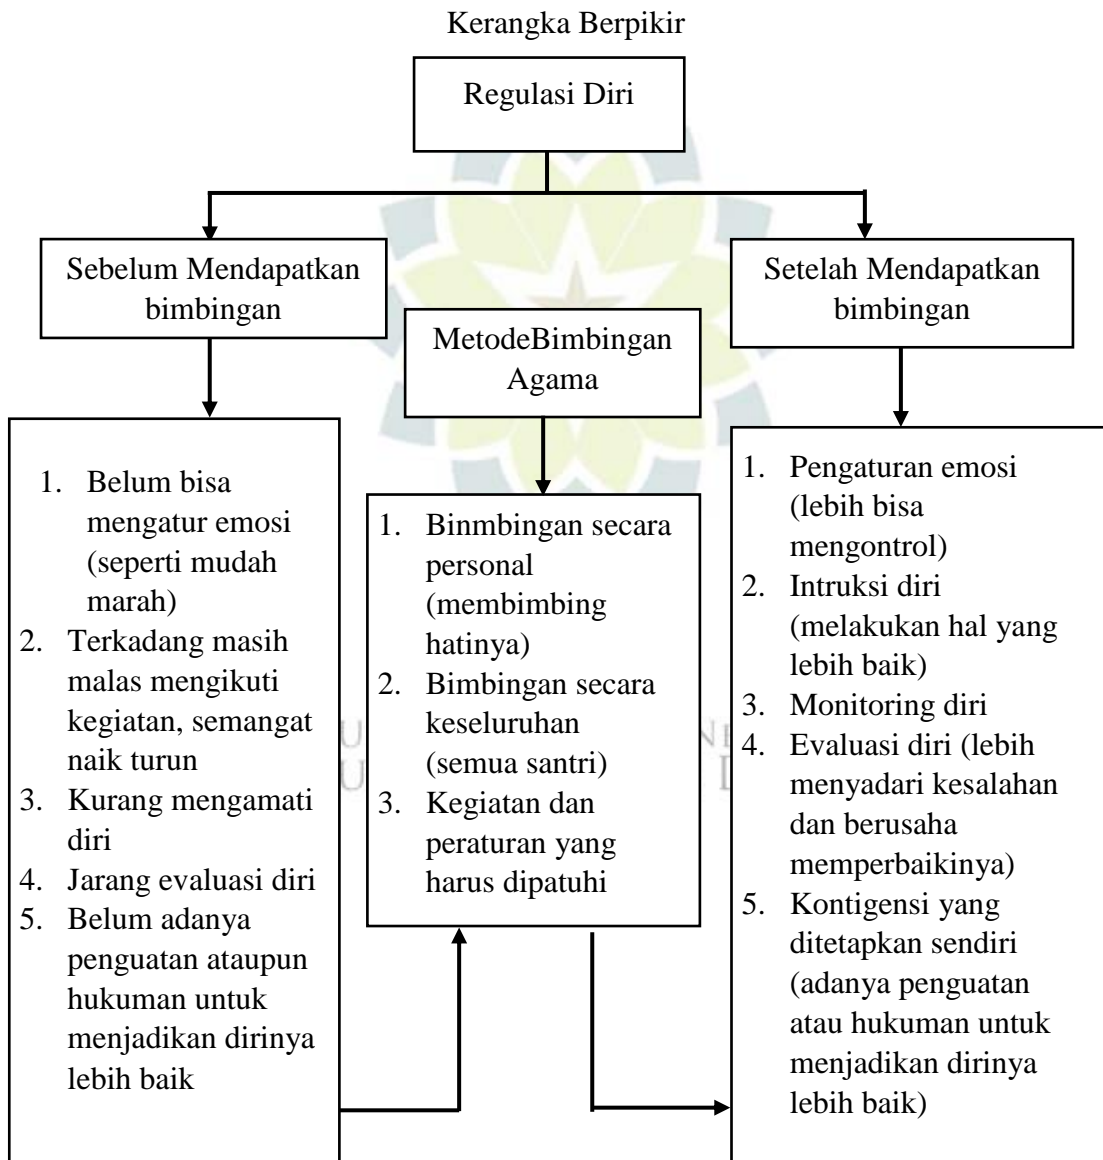 Kerangka Berpikir
Regulasi Diri
Sebelum Mendapatkan
bimbingan
Setelah Mendapatkan
bimbingan
MetodeBimbingan
Agama
1. Belum bisa
mengatur emosi
(seperti mudah
marah)
2. Terkadang masih
malas mengikuti
kegiatan, semangat
naik turun
3. Kurang mengamati
diri
4. Jarang evaluasi diri
5. Belum adanya
penguatan ataupun
hukuman untuk
menjadikan dirinya
lebih baik
1. Binmbingan secara
personal
(membimbing
hatinya)
2. Bimbingan secara
keseluruhan
(semua santri)
3. Kegiatan dan
peraturan yang
harus dipatuhi
1. Pengaturan emosi
(lebih bisa
mengontrol)
2. Intruksi diri
(melakukan hal yang
lebih baik)
3. Monitoring diri
4. Evaluasi diri (lebih
menyadari kesalahan
dan berusaha
memperbaikinya)
5. Kontigensi yang
ditetapkan sendiri
(adanya penguatan
atau hukuman untuk
menjadikan dirinya
lebih baik)